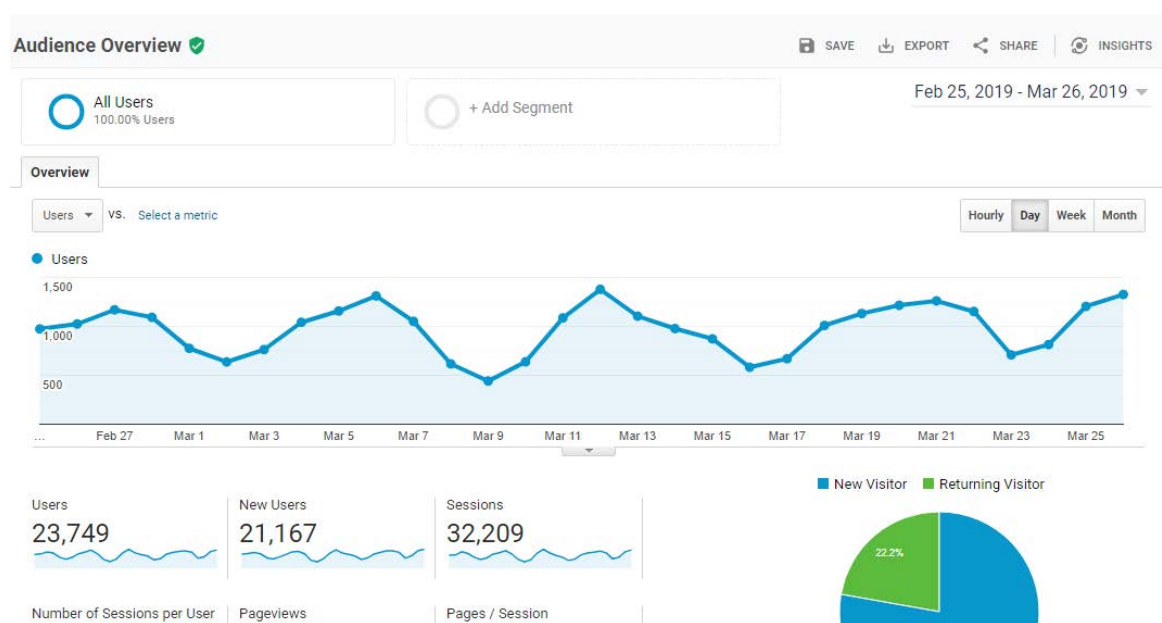 Audience Overview
SAVE EXPORT SHARE INSIGHTS
All Users
100.00% Users
+ Add Segment
Feb 25, 2019 - Mar 26, 2019
Overview
Users VS. Select a metric
Hourly Day Week Month
Users
1,500
1,000
500
... Feb 27 Mar 1 Mar 3 Mar 5 Mar 7 Mar 9 Mar 11 Mar 13 Mar 15 Mar 17 Mar 19 Mar 21 Mar 23 Mar 25
New Visitor Returning Visitor
Users New Users Sessions
23,749 21,167 32,209
22.2%
Number of Sessions per User Pageviews Pages / Session